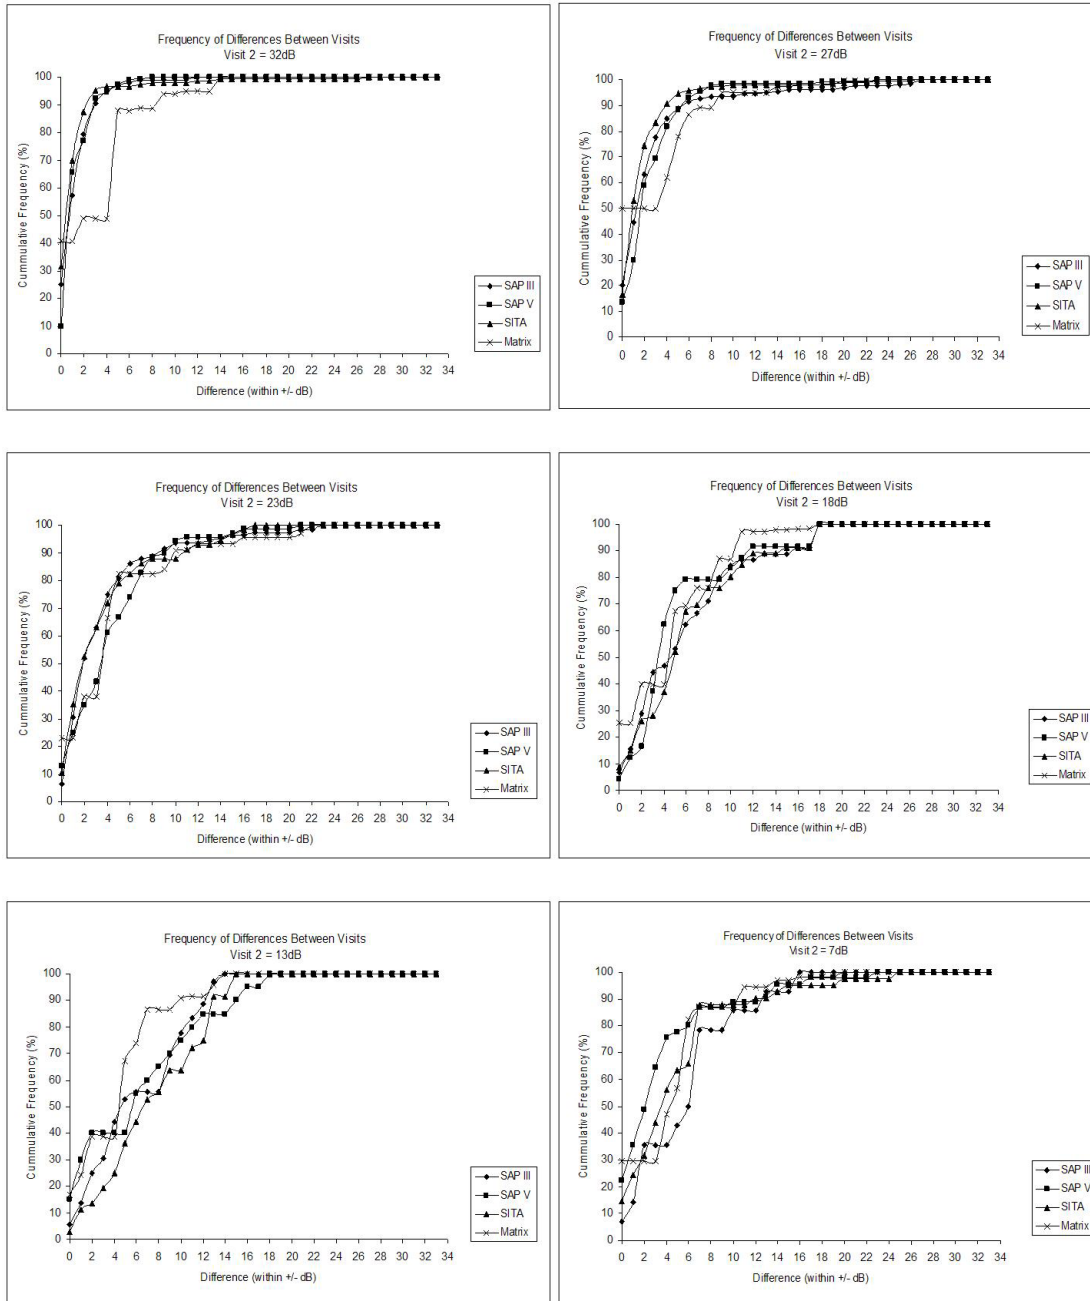 Frequency of Differences Between Visits
Visit 2 = 32dB
100
90
80
70
60
50
40
30
20
10
0
Cummulative Frequency (%)
0 2 4 6 8 10 12 14 16 18 20 22 24 26 28 30 32 34
Difference (within +/- dB)
SAP III
SAP V
SITA
Matrix
Frequency of Differences Between Visits
Visit 2 = 27dB
100
90
80
70
60
50
40
30
20
10
0
Cummulative Frequency (%)
0 2 4 6 8 10 12 14 16 18 20 22 24 26 28 30 32 34
Difference (within +/- dB)
SAP III
SAP V
SITA
Matrix
Frequency of Differences Between Visits
Visit 2 = 23dB
100
90
80
70
60
50
40
30
20
10
0
Cummulative Frequency (%)
0 2 4 6 8 10 12 14 16 18 20 22 24 26 28 30 32 34
Difference (within +/- dB)
SAP III
SAP V
SITA
Matrix
Frequency of Differences Between Visits
Visit 2 = 18dB
100
90
80
70
60
50
40
30
20
10
0
Cummulative Frequency (%)
0 2 4 6 8 10 12 14 16 18 20 22 24 26 28 30 32 34
Difference (within +/- dB)
SAP III
SAP V
SITA
Matrix
Frequency of Differences Between Visits
Visit 2 = 13dB
100
90
80
70
60
50
40
30
20
10
0
Cummulative Frequency (%)
0 2 4 6 8 10 12 14 16 18 20 22 24 26 28 30 32 34
Difference (within +/- dB)
SAP III
SAP V
SITA
Matrix
Frequency of Differences Between Visits
Visit 2 = 7dB
100
90
80
70
60
50
40
30
20
10
0
Cummulative Frequency (%)
0 2 4 6 8 10 12 14 16 18 20 22 24 26 28 30 32 34
Difference (within +/- dB)
SAP III
SAP V
SITA
Matrix